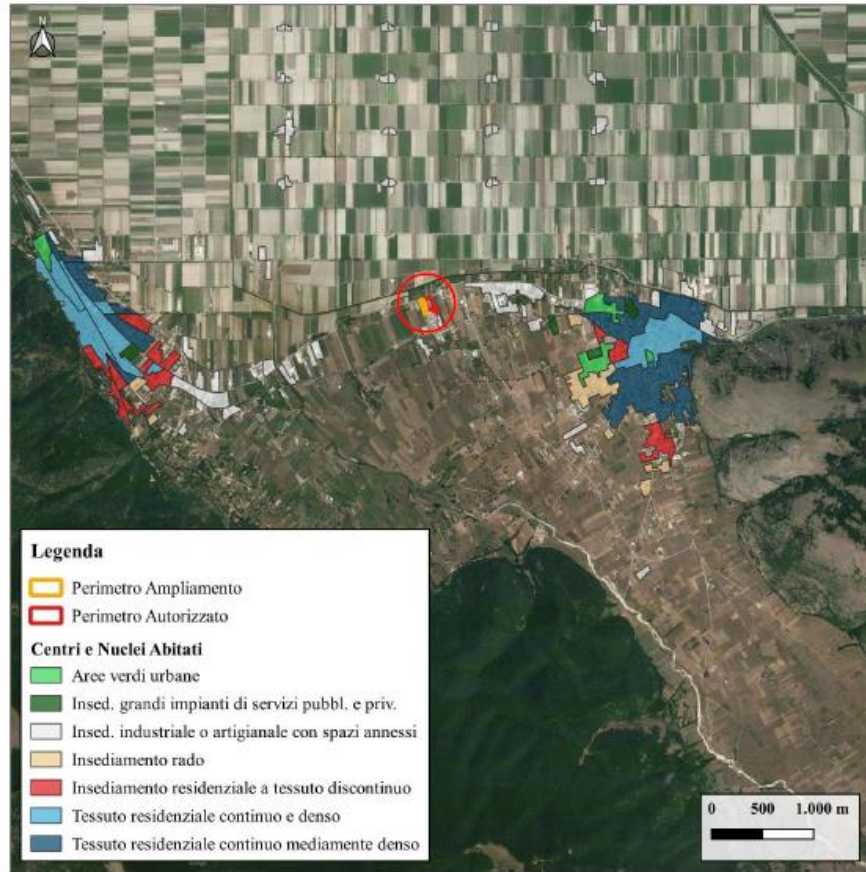 N
Legenda
Perimetro Ampliamento
Perimetro Autorizzato
Centri e Nuclei Abitati
Aree verdi urbane
Insed. grandi impianti di servizi pubbl. e priv.
Insed. industriale o artigianale con spazi annessi
Insediamento rado
Insediamento residenziale a tessuto discontinuo
Tessuto residenziale continuo e denso
Tessuto residenziale continuo mediamente denso
0 500 1.000 m